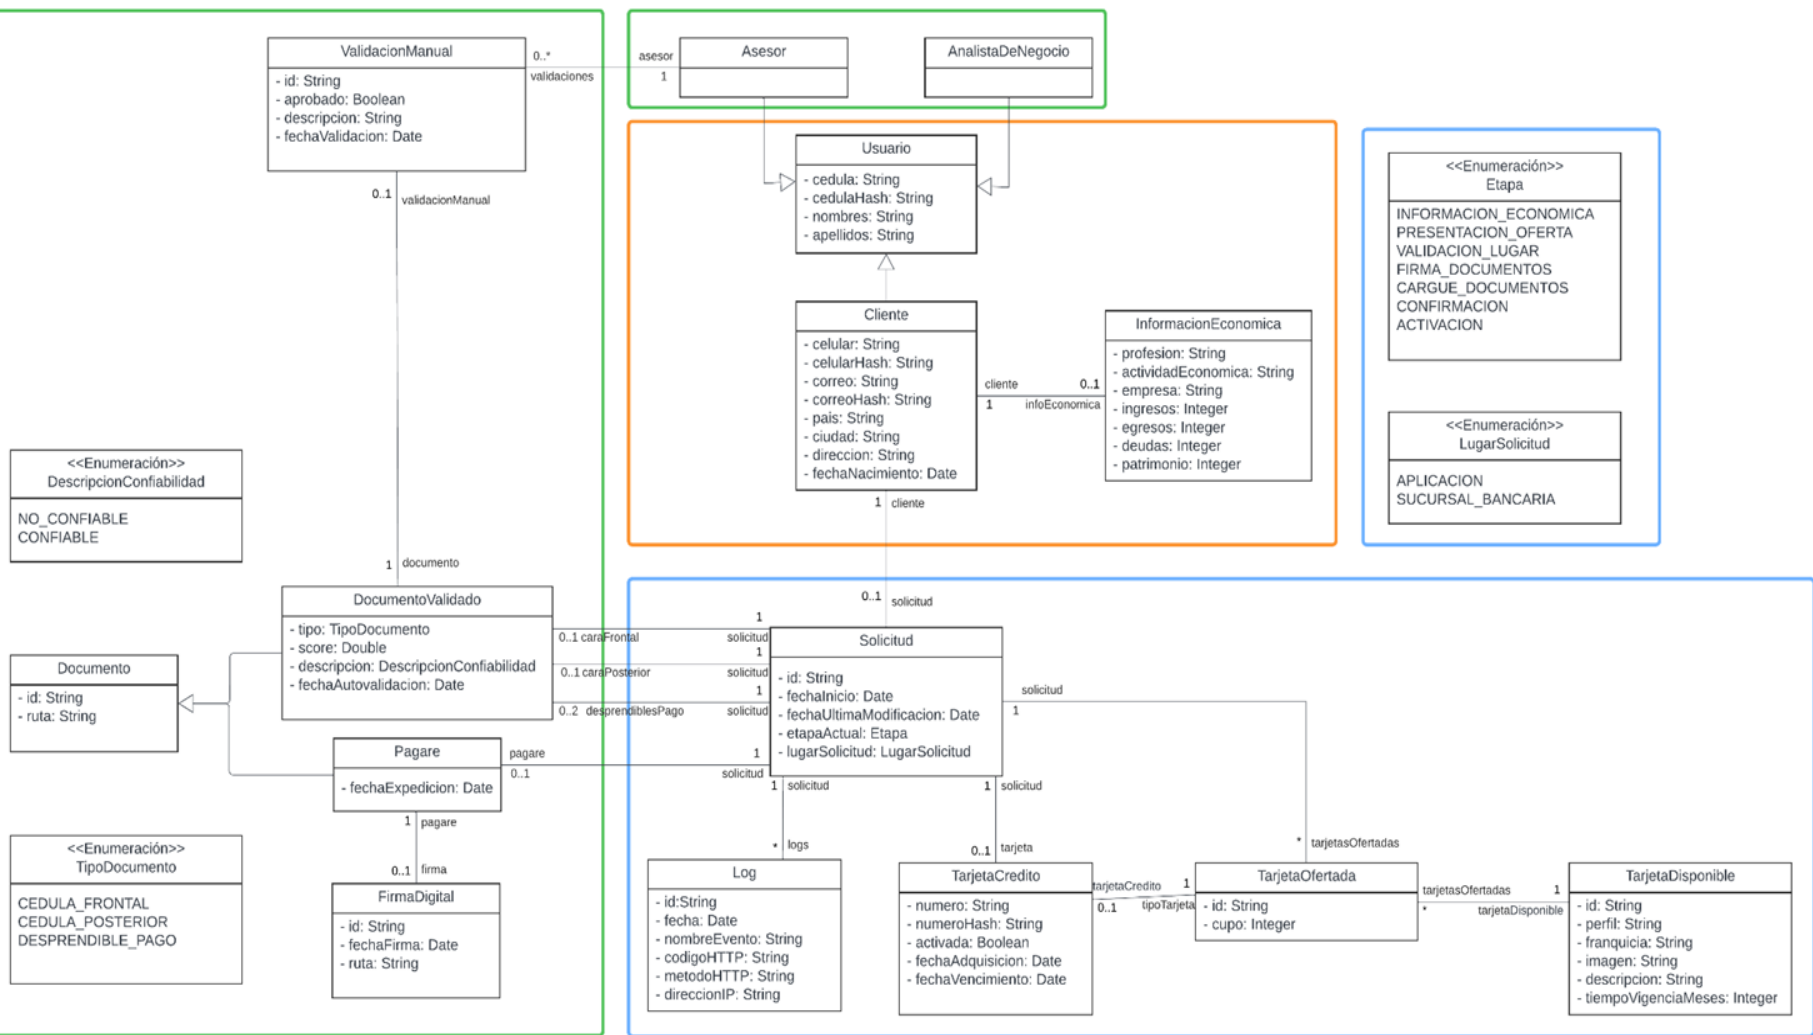 ValidacionManual
- id: String
- aprobado: Boolean
- descripcion: String
- fechaValidacion: Date
0..*
validaciones
asesor
1
Asesor
AnalistaDeNegocio
0..1
validacionManual
Usuario
- cedula: String
- cedulaHash: String
- nombres: String
- apellidos: String
<<Enumeración>>
Etapa
INFORMACION_ECONOMICA
PRESENTACION_OFERTA
VALIDACION_LUGAR
FIRMA_DOCUMENTOS
CARGUE_DOCUMENTOS
CONFIRMACION
ACTIVACION
Cliente
- celular: String
- celularHash: String
- correo: String
- correoHash: String
- pais: String
- ciudad: String
- direccion: String
- fechaNacimiento: Date
cliente
1
0..1
infoEconomica
InformacionEconomica
- profesion: String
- actividadEconomica: String
- empresa: String
- ingresos: Integer
- egresos: Integer
- deudas: Integer
- patrimonio: Integer
<<Enumeración>>
LugarSolicitud
APLICACION
SUCURSAL_BANCARIA
1 cliente
<<Enumeración>>
DescripcionConfiabilidad
NO_CONFIABLE
CONFIABLE
1 documento
0..1 solicitud
DocumentoValidado
- tipo: TipoDocumento
- score: Double
- descripcion: DescripcionConfiabilidad
- fechaAutovalidacion: Date
0..1 caraFrontal
1
solicitud
0..1 caraPosterior
1
solicitud
0..2 desprendiblesPago
1
solicitud
Solicitud
- id: String
- fechaInicio: Date
- fechaUltimaModificacion: Date
- etapaActual: Etapa
- lugarSolicitud: LugarSolicitud
solicitud
1
Documento
- id: String
- ruta: String
Pagare
- fechaExpedicion: Date
pagare
0..1
1
solicitud
1 pagare
0..1 firma
1 solicitud
* logs
1 solicitud
0..1 tarjeta
* tarjetasOfertadas
<<Enumeración>>
TipoDocumento
CEDULA_FRONTAL
CEDULA_POSTERIOR
DESPRENDIBLE_PAGO
FirmaDigital
- id: String
- fechaFirma: Date
- ruta: String
Log
- id:String
- fecha: Date
- nombreEvento: String
- codigoHTTP: String
- metodoHTTP: String
- direccionIP: String
TarjetaCredito
- numero: String
- numeroHash: String
- activada: Boolean
- fechaAdquisicion: Date
- fechaVencimiento: Date
tarjetaCredito
0..1
1
tipoTarjeta
TarjetaOfertada
- id: String
- cupo: Integer
tarjetasOfertadas
*
1
tarjetaDisponible
TarjetaDisponible
- id: String
- perfil: String
- franquicia: String
- imagen: String
- descripcion: String
- tiempoVigenciaMeses: Integer